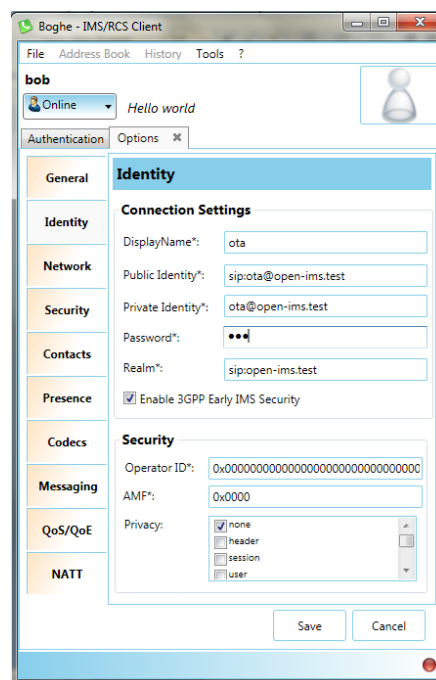 Boghe - IMS/RCS Client
File Address Book History Tools ?
bob
Online Hello world
Authentication Options
General
Identity
Network
Security
Contacts
Presence
Codecs
Messaging
QoS/QoE
NATT
Identity
Connection Settings
DisplayName*: ota
Public Identity*: sip:ota@open-ims.test
Private Identity*: ota@open-ims.test
Password*: •••
Realm*: sip:open-ims.test
Enable 3GPP Early IMS Security
Security
Operator ID*: 0x00000000000000000000000000000000
AMF*: 0x0000
Privacy: none
header
session
user
Save Cancel